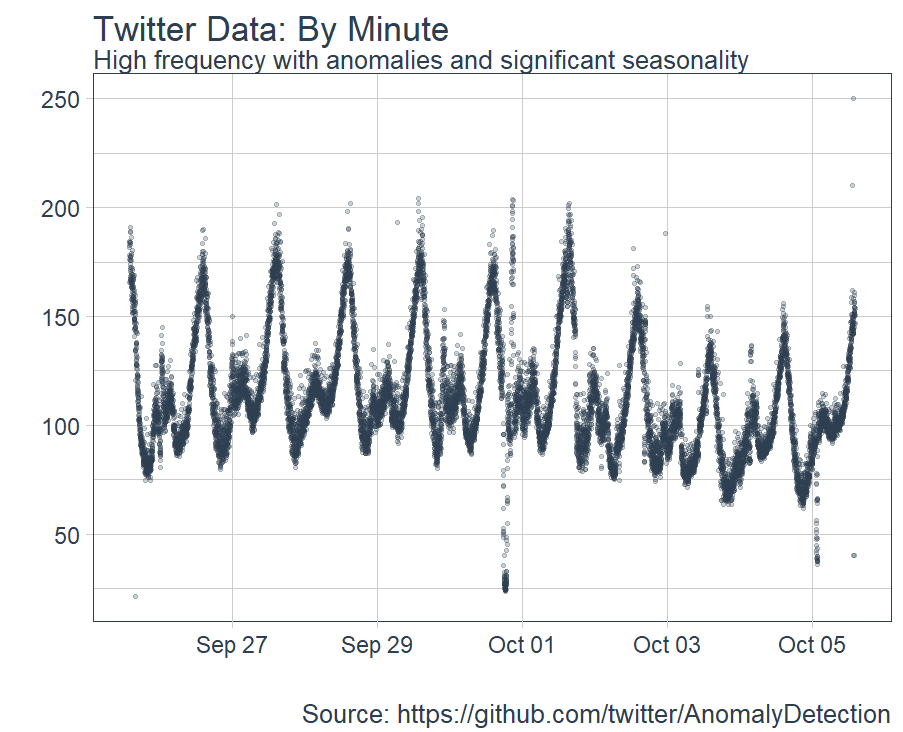 Twitter Data: By Minute
High frequency with anomalies and significant seasonality
250
200
150
100
50
Sep 27 Sep 29 Oct 01 Oct 03 Oct 05
Source: https://github.com/twitter/AnomalyDetection